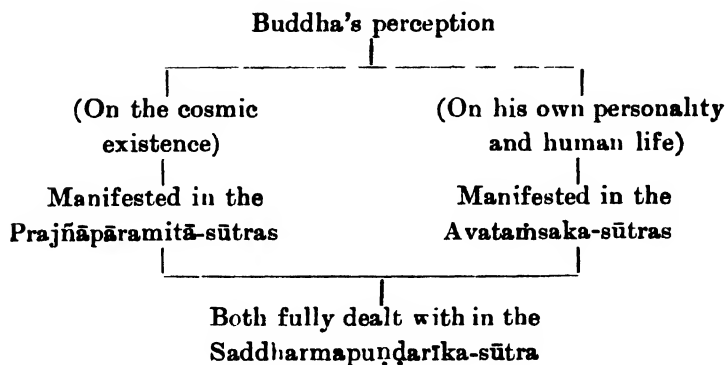 Buddha's perception
(On the cosmic existence)
(On his own personality and human life)
Manifested in the Prajñāpāramitā-sūtras
Manifested in the Avataṁsaka-sūtras
Both fully dealt with in the
Saddharmapuṇḍarīka-sūtra